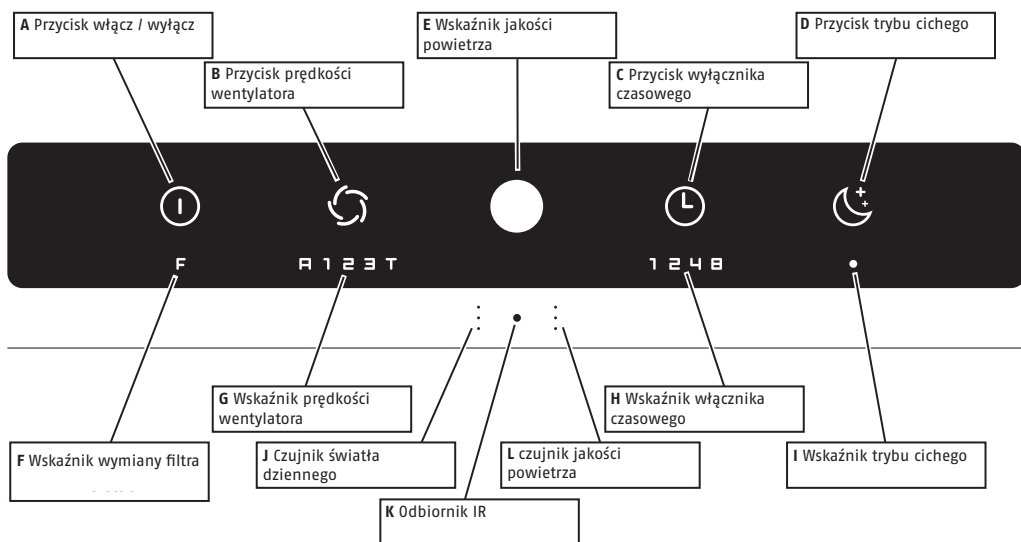 A Przycisk włącz / wyłącz
B Przycisk prędkości
wentylatora
E Wskaźnik jakości
powietrza
C Przycisk wyłącznika
czasowego
D Przycisk trybu cichego
F
A 1 2 3 T
1 2 4 8
F Wskaźnik wymiany filtra
G Wskaźnik prędkości
wentylatora
J Czujnik światła
dziennego
K Odbiornik IR
L czujnik jakości
powietrza
H Wskaźnik włącznika
czasowego
I Wskaźnik trybu cichego